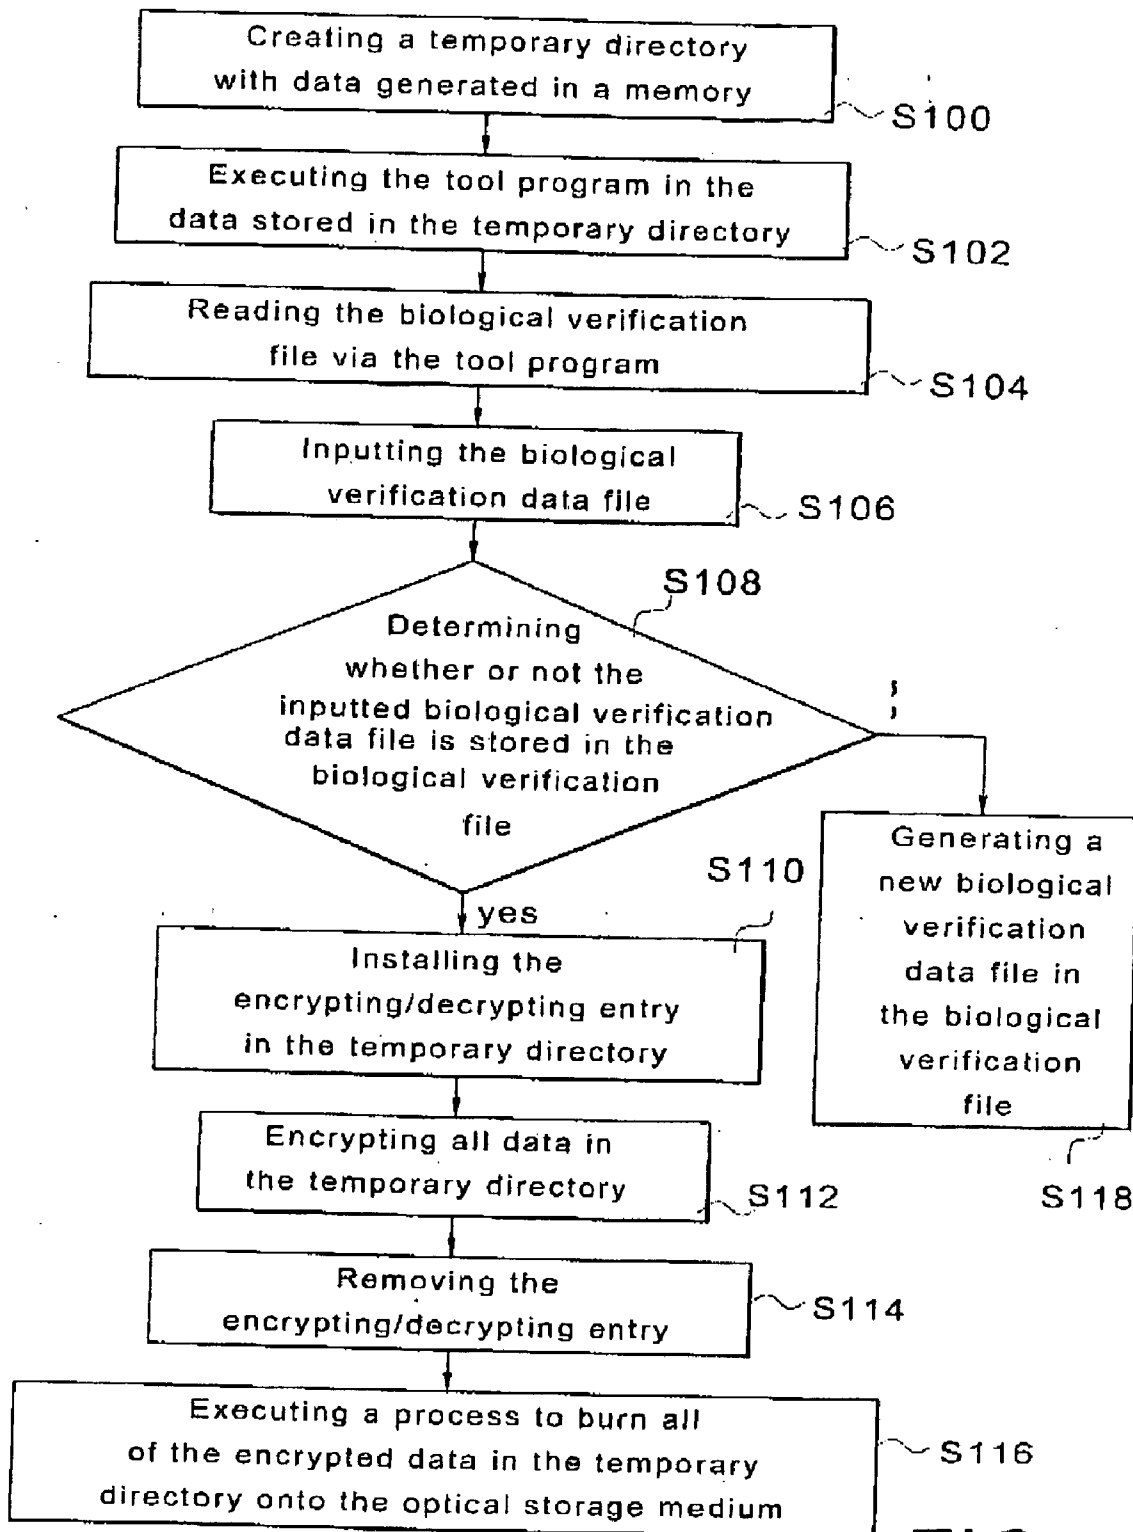 Creating a temporary directory
with data generated in a memory
S100
Executing the tool program in the
data stored in the temporary directory
S102
Reading the biological verification
file via the tool program
S104
Inputting the biological
verification data file
S106
S108
Determining
whether or not the
inputted biological verification
data file is stored in the
biological verification
file
yes
S110
Installing the
encrypting/decrypting entry
in the temporary directory
Generating a
new biological
verification
data file in
the biological
verification
file
S118
Encrypting all data in
the temporary directory
S112
Removing the
encrypting/decrypting entry
S114
Executing a process to burn all
of the encrypted data in the temporary
directory onto the optical storage medium
S116